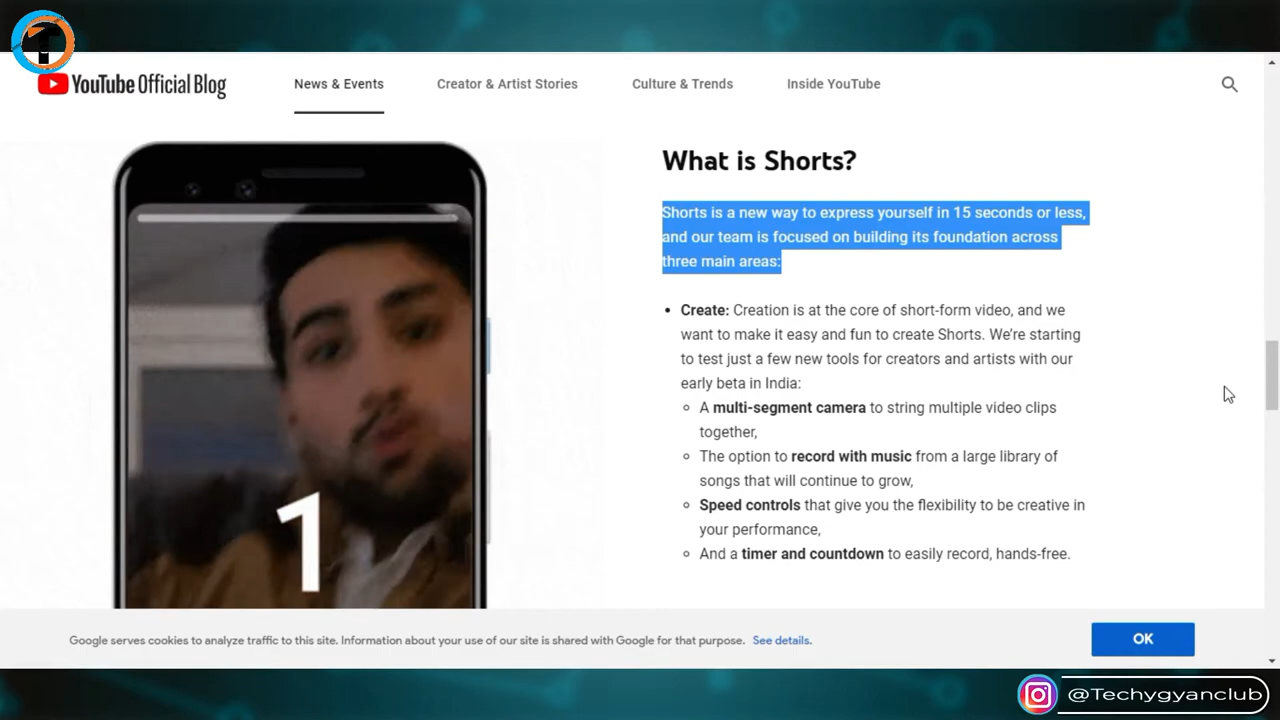 YouTube Official Blog
News & Events
Creator & Artist Stories
Culture & Trends
Inside YouTube
What is Shorts?
Shorts is a new way to express yourself in 15 seconds or less,
and our team is focused on building its foundation across
three main areas:
• Create: Creation is at the core of short-form video, and we
want to make it easy and fun to create Shorts. We’re starting
to test just a few new tools for creators and artists with our
early beta in India:
○ A multi-segment camera to string multiple video clips
together,
○ The option to record with music from a large library of
songs that will continue to grow,
○ Speed controls that give you the flexibility to be creative in
your performance,
○ And a timer and countdown to easily record, hands-free.
1
Google serves cookies to analyze traffic to this site. Information about your use of our site is shared with Google for that purpose. See details.
OK
@Techygyanclub